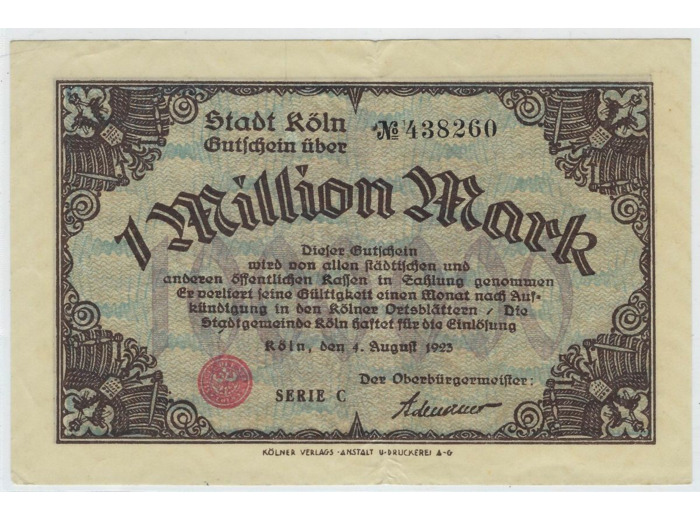 Stadt Köln
№ 438260
Gutschein über
1 Million Mark
Dieser Gutschein
wird von allen städtischen und
anderen öffentlichen Kassen in Zahlung genommen
Er verliert seine Gültigkeit einen Monat nach Auf-
kündigung in den Kölner Ortsblättern / Die
Stadtgemeinde Köln haftet für die Einlösung
Köln, den 4. August 1923
Der Oberbürgermeister:
SERIE C
Adenauer
KÖLNER VERLAGS-ANSTALT U. DRUCKEREI A-G